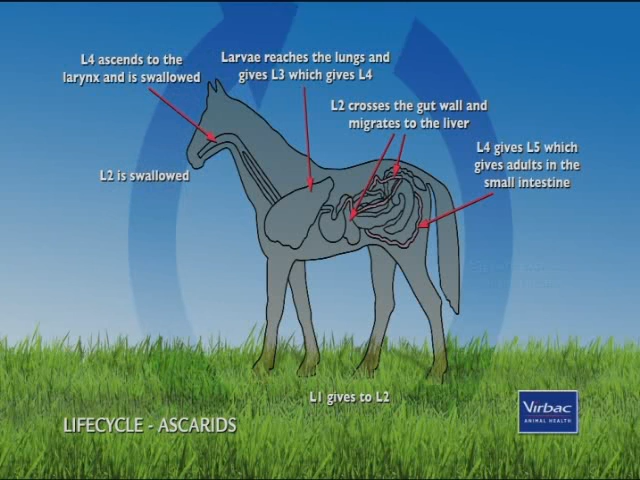 L4 ascends to the
larynx and is swallowed
Larvae reaches the lungs and
gives L3 which gives L4
L2 crosses the gut wall and
migrates to the liver
L4 gives L5 which
gives adults in the
small intestine
L2 is swallowed
L1 gives to L2
LIFECYCLE - ASCARIDS
Virbac
ANIMAL HEALTH